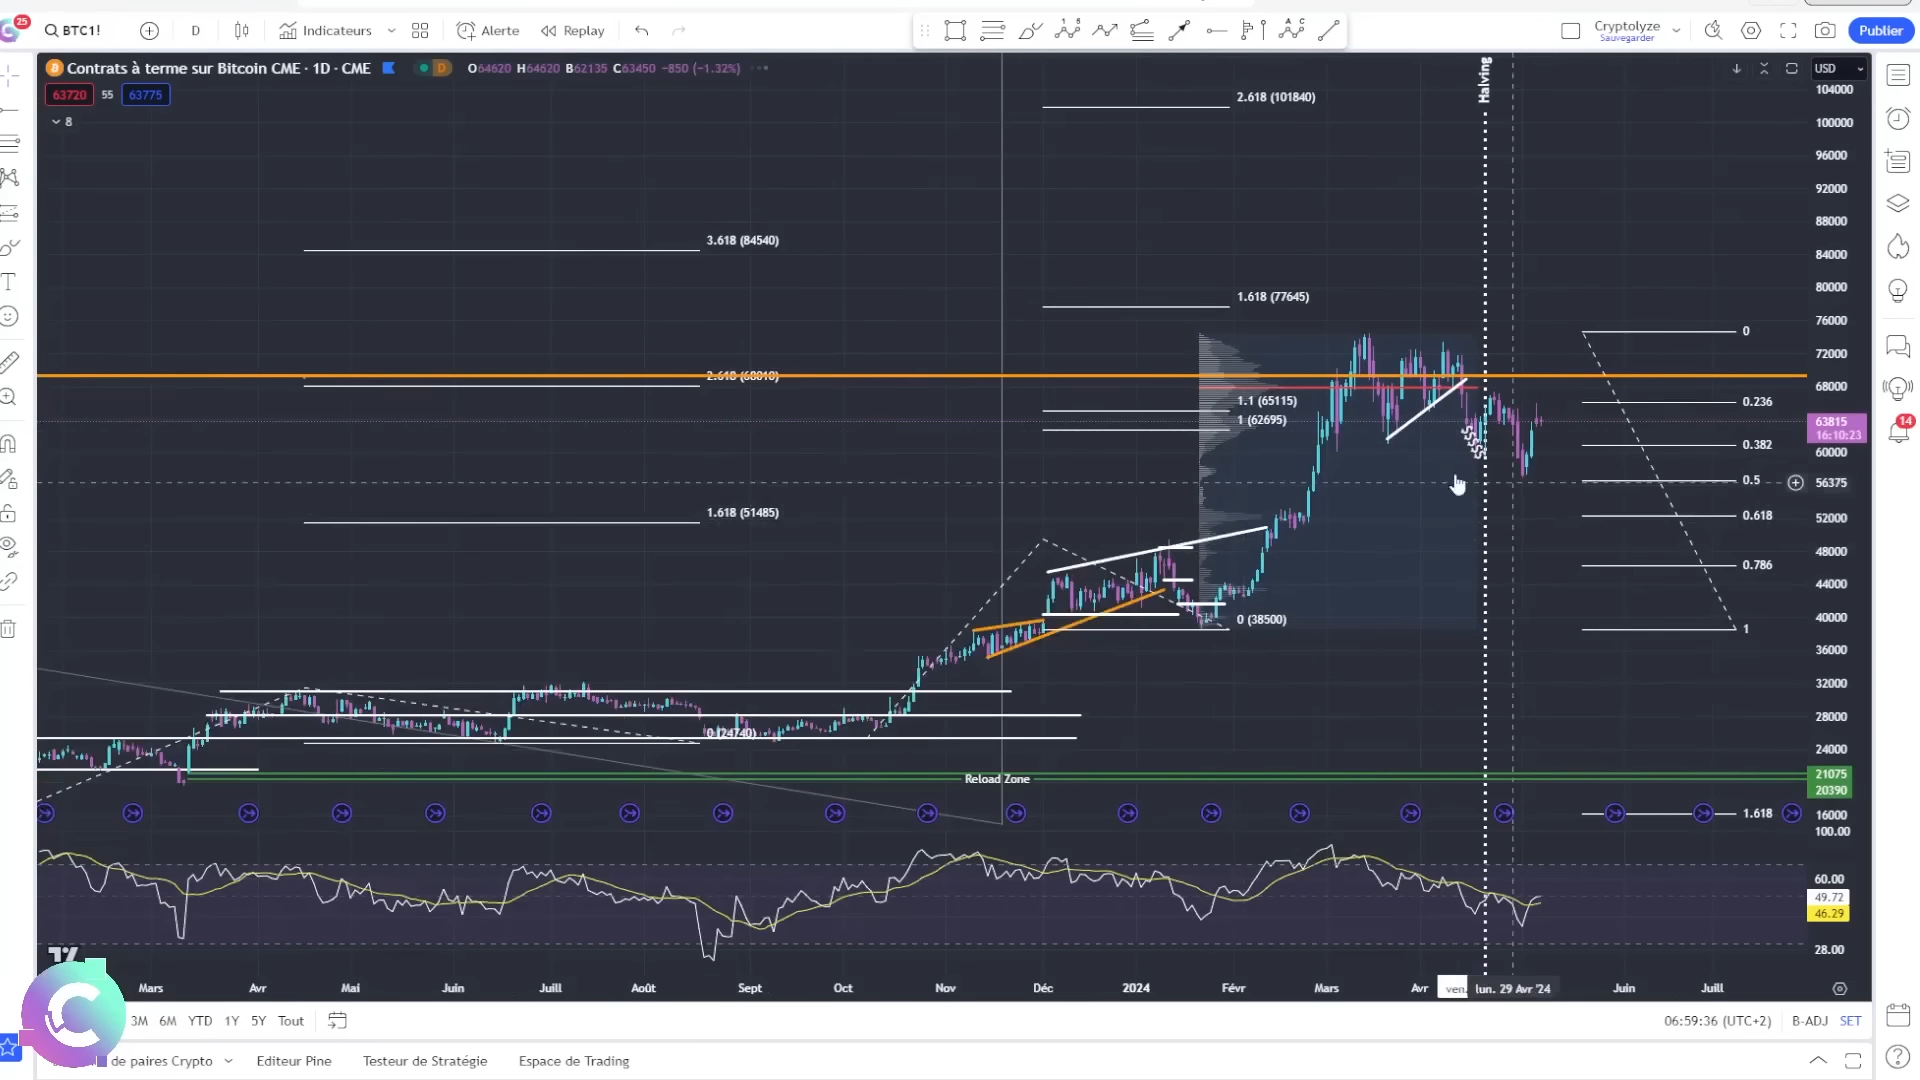 25
BTC1!
D
Indicateurs
Alerte
Replay
Cryptolyze
Sauvegarder
Publier
Contrats à terme sur Bitcoin CME · 1D · CME
D
O64620 H64620 B62135 C63450 −850 (−1.32%)
63720
55
63775
8
Halving
USD
104000
100000
96000
92000
88000
84000
80000
76000
72000
68000
63815
16:10:23
60000
56375
52000
48000
44000
40000
36000
32000
28000
24000
21075
20390
16000
100.00
60.00
49.72
46.29
28.00
2.618 (101840)
3.618 (84540)
1.618 (77645)
2.618 (68010)
1.1 (65115)
1 (62695)
1.618 (51485)
0 (38500)
0 (24740)
Reload Zone
0
0.236
0.382
0.5
0.618
0.786
1
1.618
14
Mars
Avr
Mai
Juin
Juill
Août
Sept
Oct
Nov
Déc
2024
Févr
Mars
Avr
ven.
lun. 29 Avr '24
Juin
Juill
3M
6M
YTD
1Y
5Y
Tout
06:59:36 (UTC+2)
B-ADJ
SET
de paires Crypto
Editeur Pine
Testeur de Stratégie
Espace de Trading